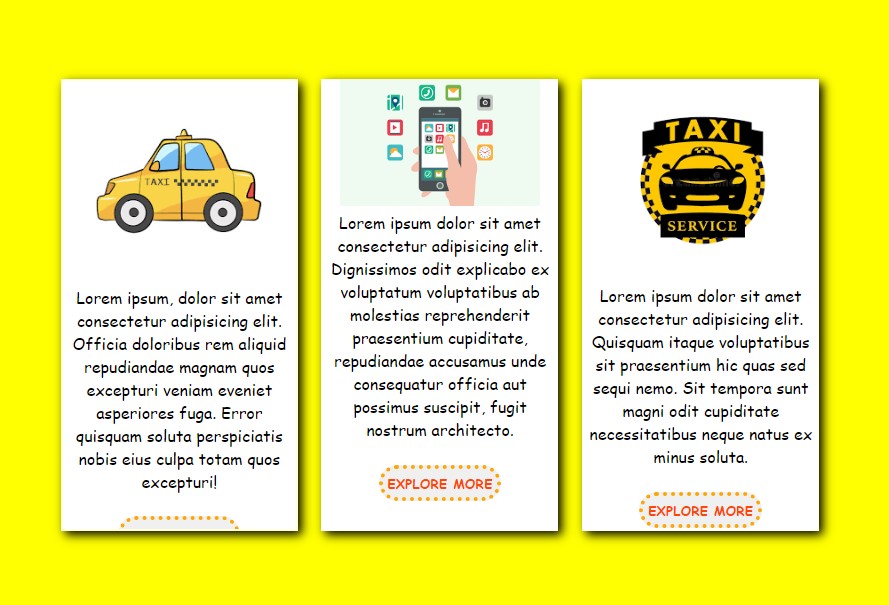 TAXI
Lorem ipsum, dolor sit amet
consectetur adipisicing elit.
Officia doloribus rem aliquid
repudiandae magnam quos
excepturi veniam eveniet
asperiores fuga. Error
quisquam soluta perspiciatis
nobis eius culpa totam quos
excepturi!
Lorem ipsum dolor sit amet
consectetur adipisicing elit.
Dignissimos odit explicabo ex
voluptatum voluptatibus ab
molestias reprehenderit
praesentium cupiditate,
repudiandae accusamus unde
consequatur officia aut
possimus suscipit, fugit
nostrum architecto.
EXPLORE MORE
TAXI
SERVICE
Lorem ipsum dolor sit amet
consectetur adipisicing elit.
Quisquam itaque voluptatibus
sit praesentium hic quas sed
sequi nemo. Sit tempora sunt
magni odit cupiditate
necessitatibus neque natus ex
minus soluta.
EXPLORE MORE